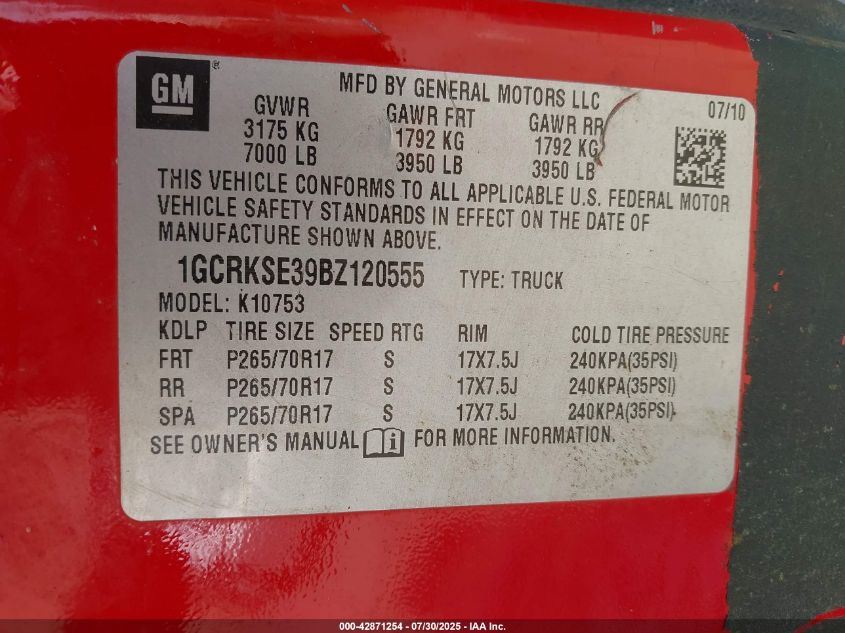 GM ®
MFD BY GENERAL MOTORS LLC
07/10
GVWR GAWR FRT GAWR RR
3175 KG 1792 KG 1792 KG
7000 LB 3950 LB 3950 LB
THIS VEHICLE CONFORMS TO ALL APPLICABLE U.S. FEDERAL MOTOR
VEHICLE SAFETY STANDARDS IN EFFECT ON THE DATE OF
MANUFACTURE SHOWN ABOVE.
1GCRKSE39BZ120555 TYPE: TRUCK
MODEL: K10753
KDLP TIRE SIZE SPEED RTG RIM COLD TIRE PRESSURE
FRT P265/70R17 S 17X7.5J 240KPA(35PSI)
RR P265/70R17 S 17X7.5J 240KPA(35PSI)
SPA P265/70R17 S 17X7.5J 240KPA(35PSI)
SEE OWNER'S MANUAL i FOR MORE INFORMATION.
000-42871254 | 07/30/2025 - IAA Inc.